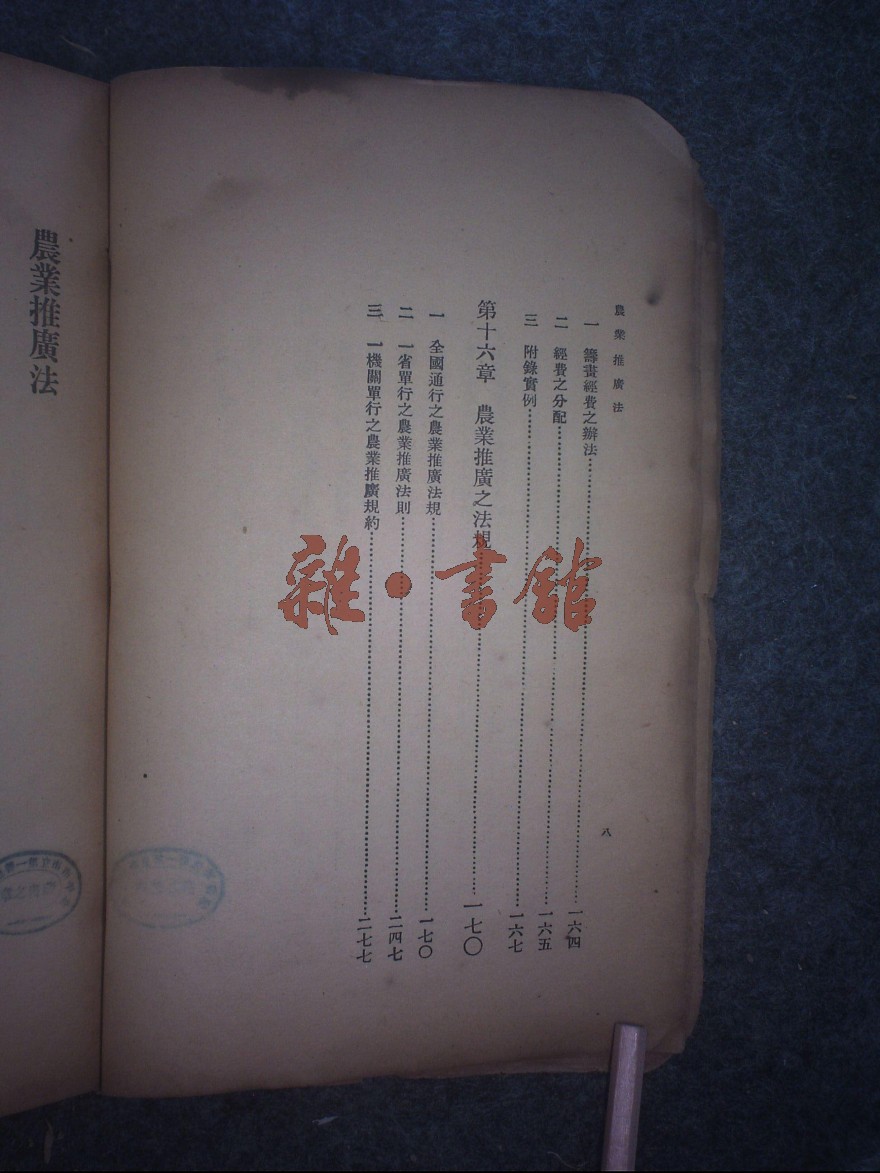 農業推廣法
一 籌畫經費之辦法……一六四
二 經費之分配……一六五
三 附錄實例……一六七
第十六章 農業推廣之法規……一七〇
一 全國通行之農業推廣法規……一七〇
二 一省單行之農業推廣法則……二四七
三 一機關單行之農業推廣規約……二七七
八
農業推廣法
雜·書館